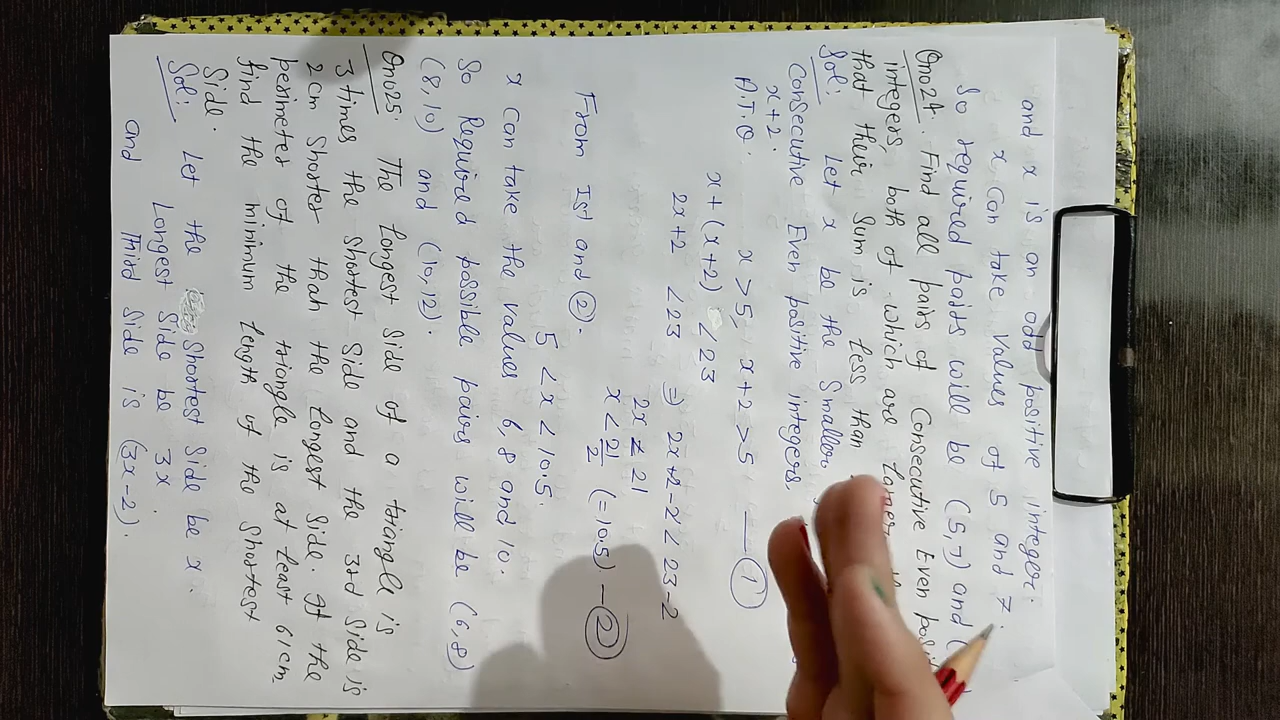 and x is an odd positive integer.
x can take values of 5 and 7.
So required pairs will be (5,7) and (
Qno24. Find all pairs of Consecutive Even posi
integers, both of which are larger
that their sum is less than
Sol: Let x be the Smaller
Consecutive Even positive integers.
x+2.
A.T.Q. x > 5, x+2 > 5 — ①
x+(x+2) < 23
2x+2 < 23 ⇒ 2x+2-2 < 23-2
2x < 21
x < 21/2 (=10.5) — ②
From Ist and ②.
5 < x < 10.5.
x can take the values 6, 8 and 10.
So Required possible pairs will be (6,8)
(8,10) and (10,12).
Qno25. The Longest Side of a triangle is
3 times the Shortest Side and the 3rd Side is
2cm Shorter than the Longest Side. If the
perimeter of the triangle is at least 61cm
find the minimum length of the Shortest
Side.
Sol: Let the Shortest Side be x.
Longest Side be 3x.
and Third Side is (3x-2).